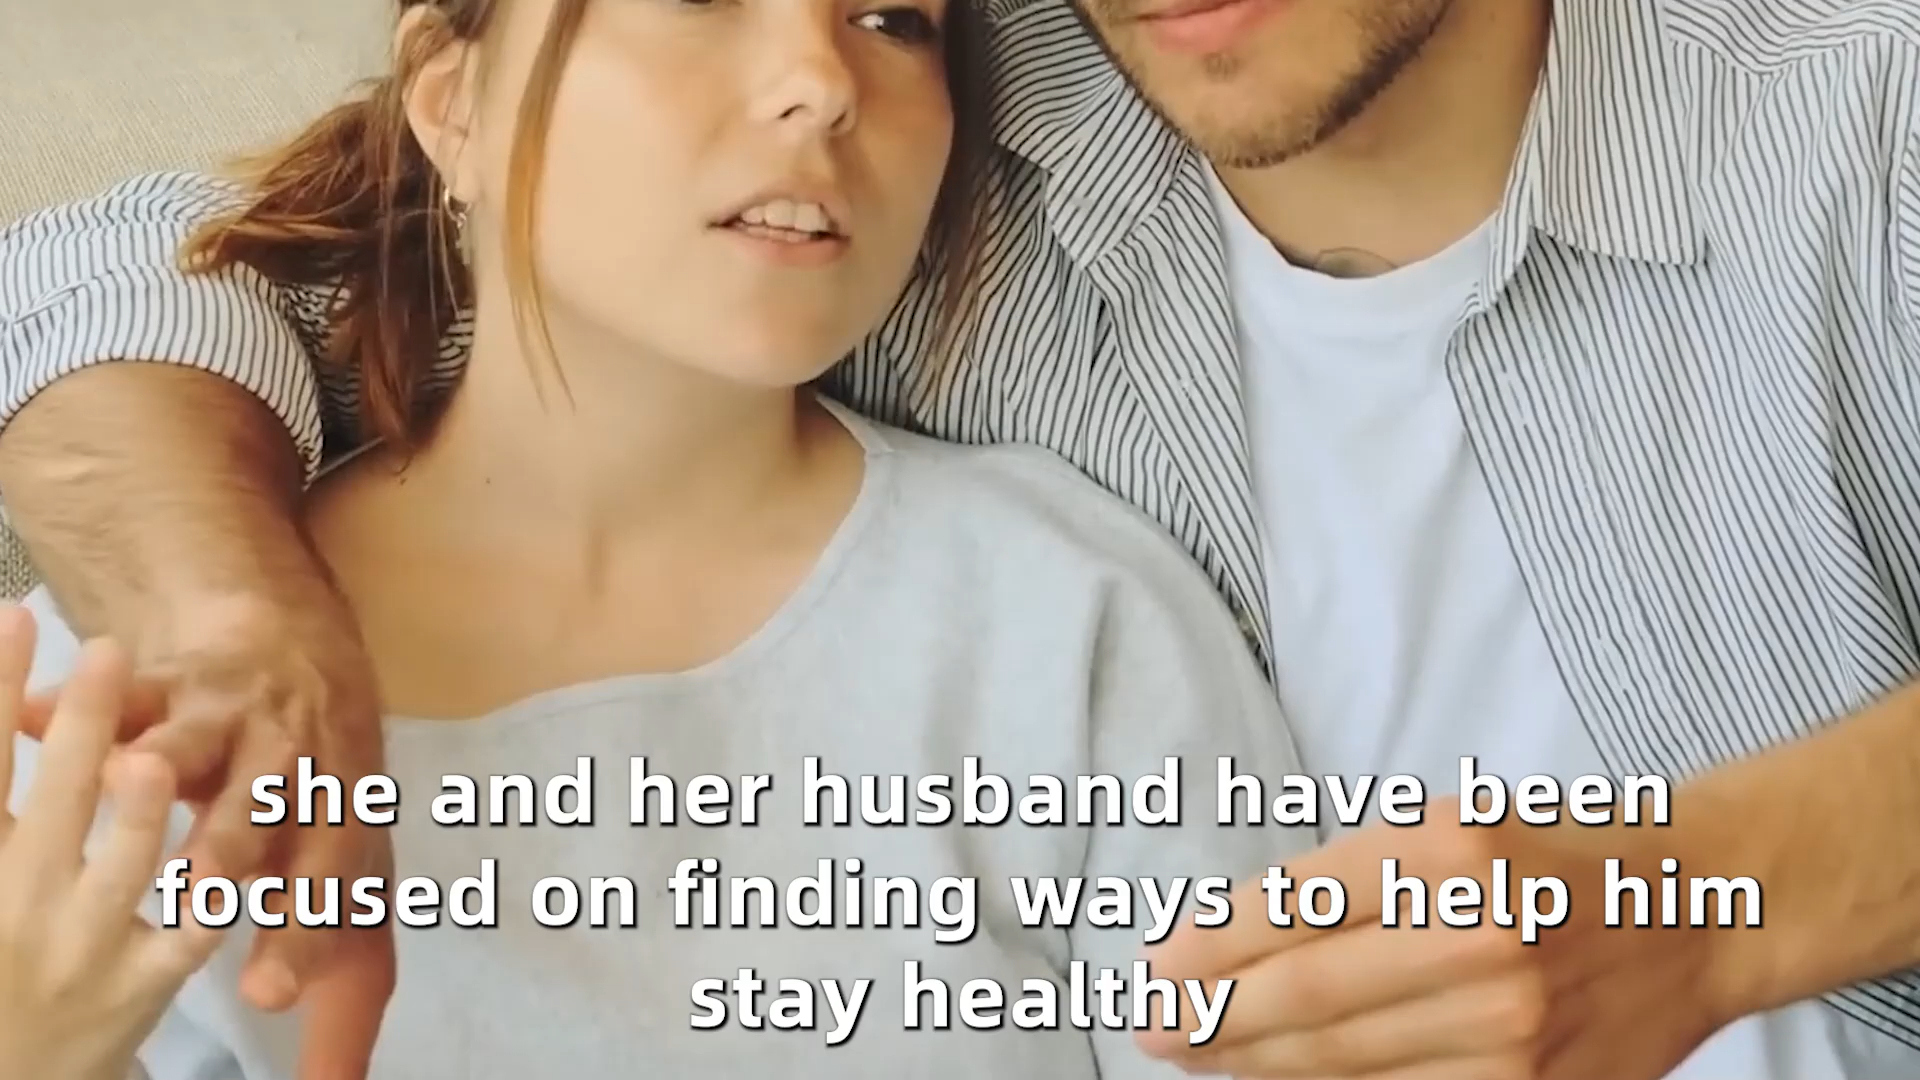 she and her husband have been
focused on finding ways to help him
stay healthy